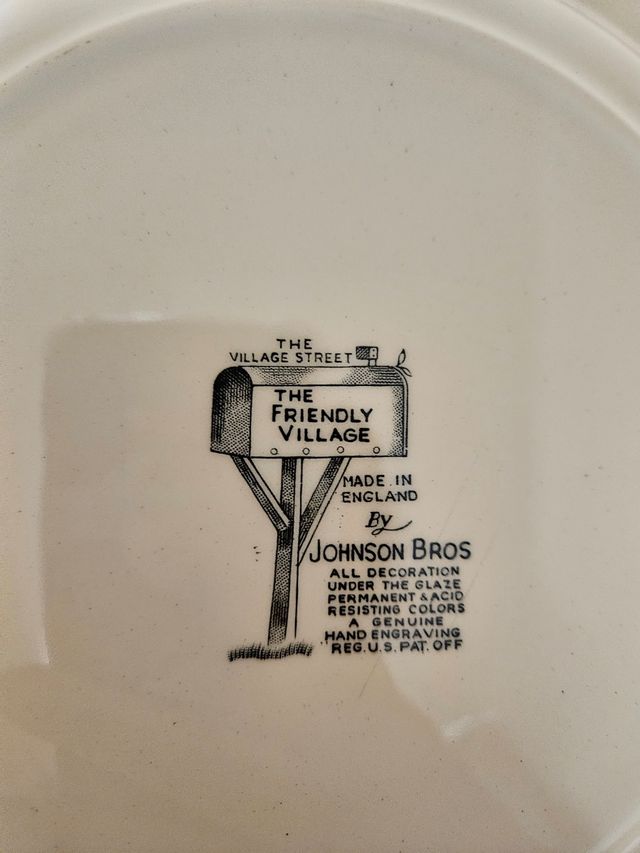 THE
VILLAGE STREET
THE
FRIENDLY
VILLAGE
MADE IN
ENGLAND
By
JOHNSON BROS
ALL DECORATION
UNDER THE GLAZE
PERMANENT & ACID
RESISTING COLORS
A GENUINE
HAND ENGRAVING
REG.U.S. PAT. OFF